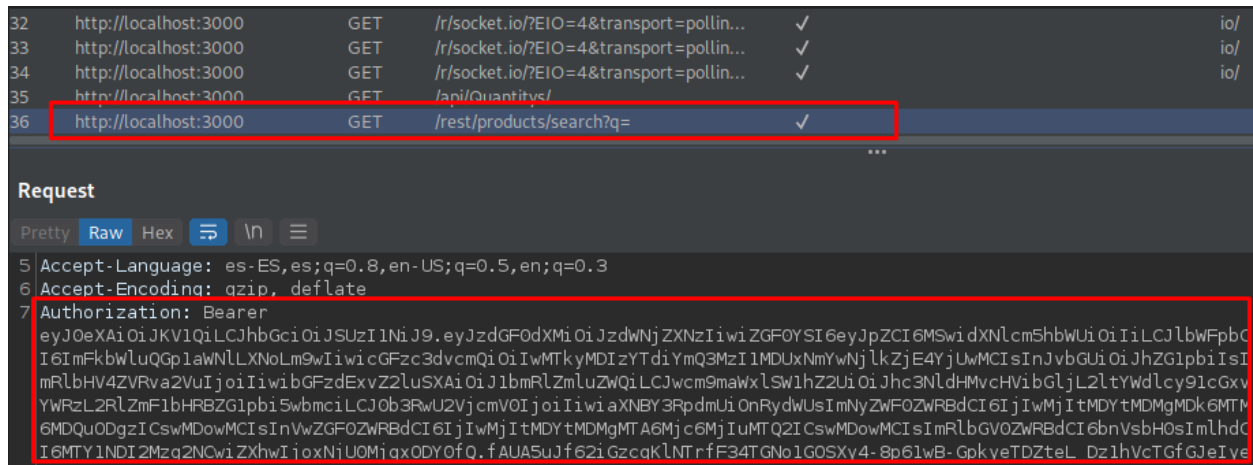 32 http://localhost:3000 GET /r/socket.io/?EIO=4&transport=pollin... ✓ io/
33 http://localhost:3000 GET /r/socket.io/?EIO=4&transport=pollin... ✓ io/
34 http://localhost:3000 GET /r/socket.io/?EIO=4&transport=pollin... ✓ io/
35 http://localhost:3000 GET /api/Quantitys/
36 http://localhost:3000 GET /rest/products/search?q= ✓
Request
Pretty Raw Hex \n
5 Accept-Language: es-ES,es;q=0.8,en-US;q=0.5,en;q=0.3
6 Accept-Encoding: gzip, deflate
7 Authorization: Bearer
eyJ0eXAiOiJKV1QiLCJhbGciOiJSUzI1NiJ9.eyJzdGF0dXMiOiJzdWNjZXNzIiwiZGF0YSI6eyJpZCI6MSwidXNlcm5hbWUiOiIiLCJlbWFpbC
I6ImFkbWluQGp1aWNlLXNoLm9wIiwicGFzc3dvcmQiOiIwMTkyMDIzYTdiYmQ3MzI1MDUxNmYwNjlkZjE4YjUwMCIsInJvbGUiOiJhZG1pbiIsI
mRlbHV4ZVRva2VuIjoiIiwibGFzdExvZ2luSXAiOiJ1bmRlZmluZWQiLCJwcm9maWxlSW1hZ2UiOiJhc3NldHMvcHVibGljL2ltYWdlcy91cGxv
YWRzL2RlZmF1bHRBZG1pbi5wbmciLCJ0b3RwU2VjcmV0IjoiIiwiaXNBY3RpdmUiOnRydWUsImNyZWF0ZWRBdCI6IjIwMjItMDYtMDMgMDk6MTM
6MDQuODgzICswMDowMCIsInVwZGF0ZWRBdCI6IjIwMjItMDYtMDMgMTA6Mjc6MjIuMTQ2ICswMDowMCIsImRlbGV0ZWRBdCI6bnVsbH0sImlhdC
I6MTY1NDI2Mzg2NCwiZXhwIjoxNjU0MjgxODY0fQ.fAUA5uJf62iGzcqKlNTrfF34TGNo1G0SXy4-8p61wB-GpkyeTDZteL_Dz1hVcTGfGJeIye